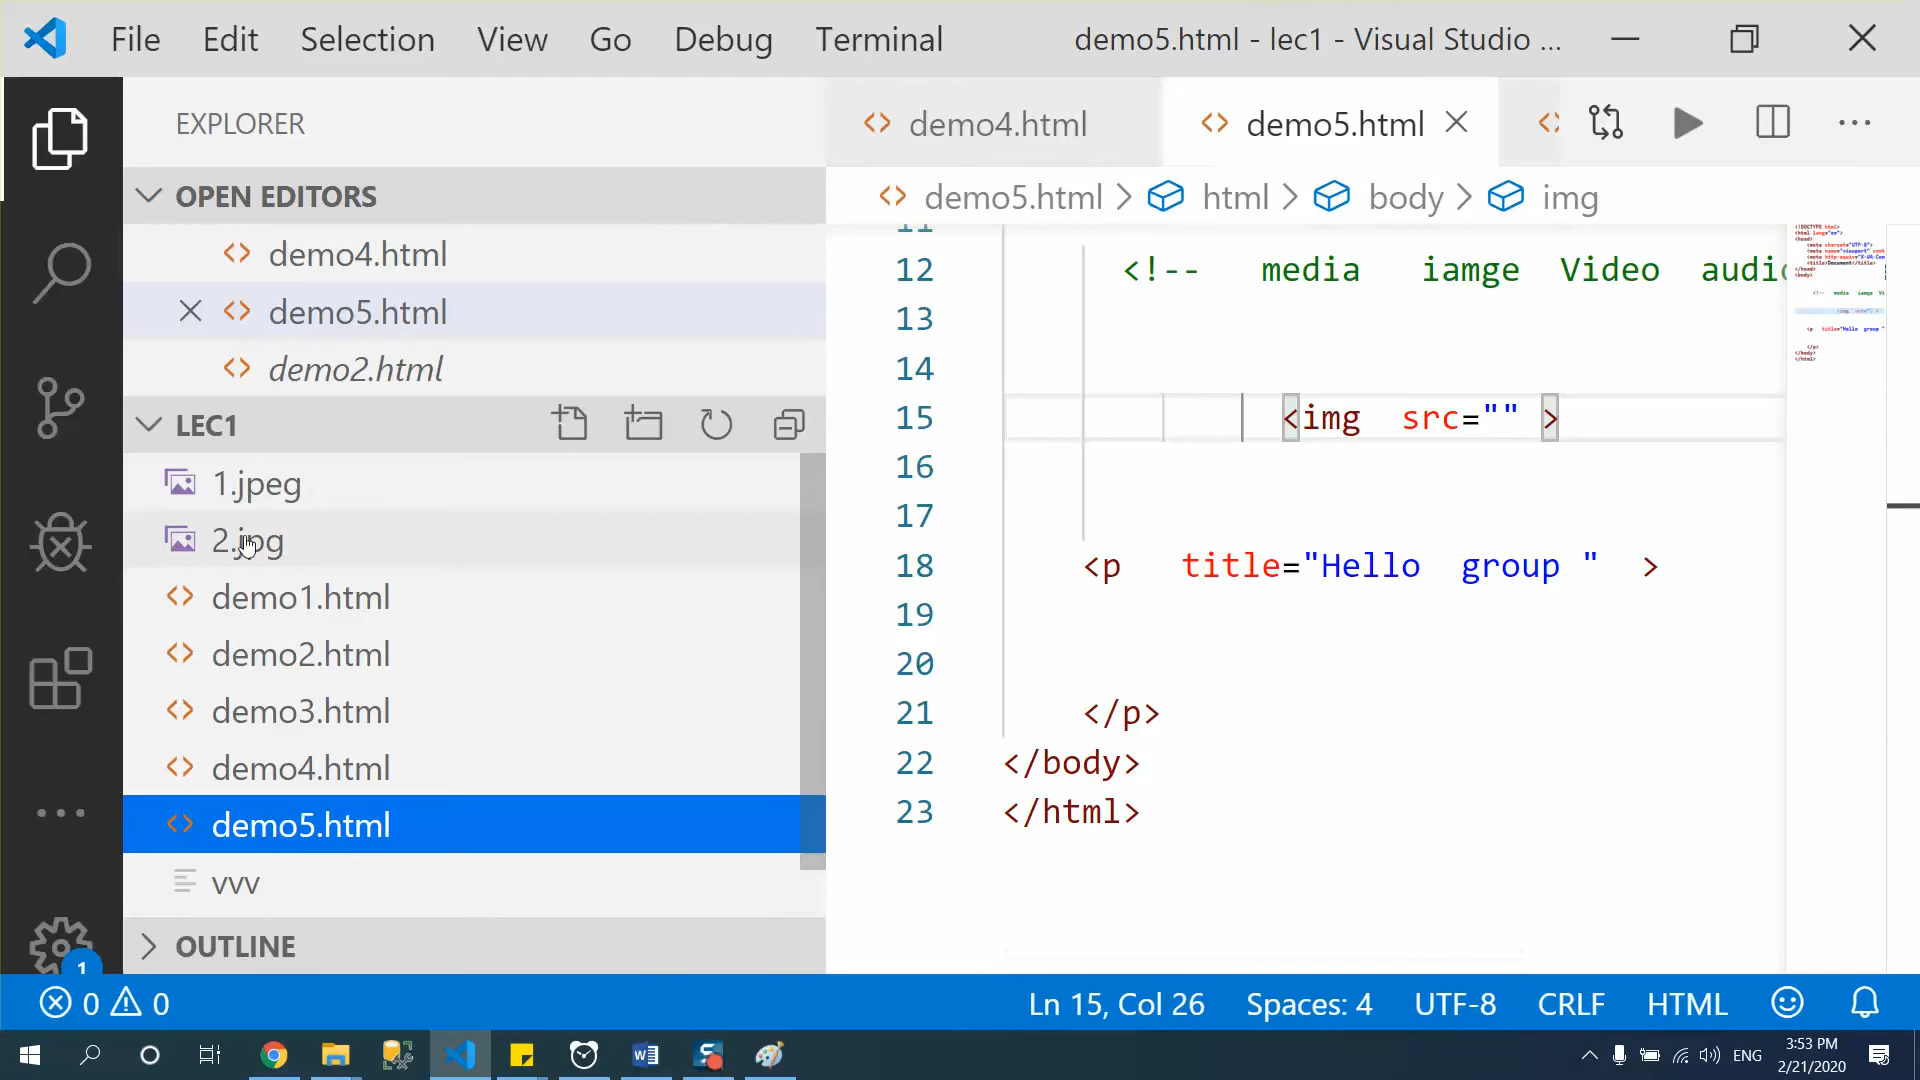 File Edit Selection View Go Debug Terminal demo5.html - lec1 - Visual Studio ...
EXPLORER
OPEN EDITORS
demo4.html
demo5.html
demo2.html
LEC1
1.jpeg
2.jpg
demo1.html
demo2.html
demo3.html
demo4.html
demo5.html
vvv
OUTLINE
1
demo4.html demo5.html
demo5.html > html > body > img
11
12 <!-- media iamge Video audio
13
14
15 <img src="" >
16
17
18 <p title="Hello group " >
19
20
21 </p>
22 </body>
23 </html>
0 0 Ln 15, Col 26 Spaces: 4 UTF-8 CRLF HTML
ENG 3:53 PM
2/21/2020